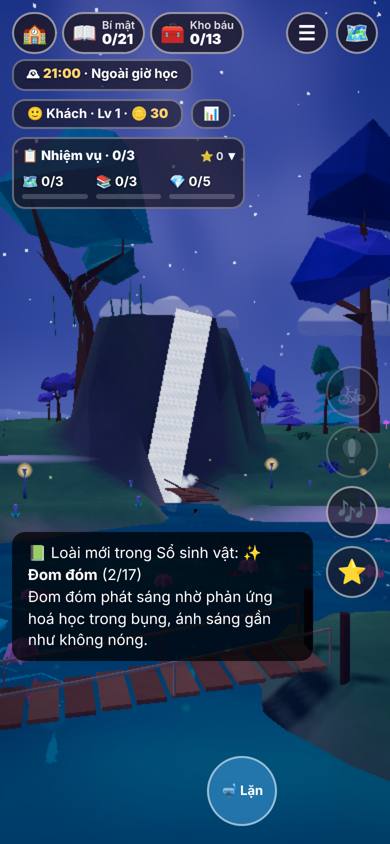 Bí mật
0/21
Kho báu
0/13
21:00 · Ngoài giờ học
Khách · Lv 1 · 30
Nhiệm vụ · 0/3
0 ▼
0/3
0/3
0/5
Loài mới trong Sổ sinh vật:
Đom đóm (2/17)
Đom đóm phát sáng nhờ phản ứng
hoá học trong bụng, ánh sáng gần
như không nóng.
Lặn